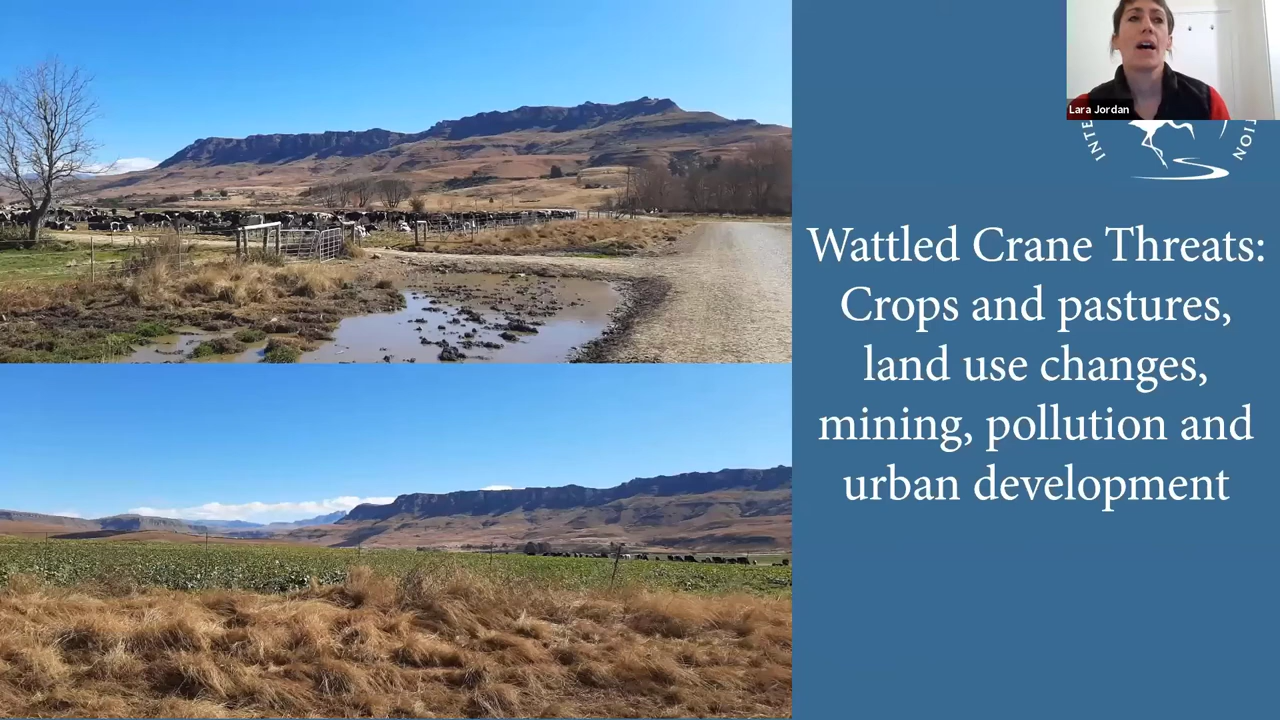 Lara Jordan
Wattled Crane Threats:
Crops and pastures,
land use changes,
mining, pollution and
urban development